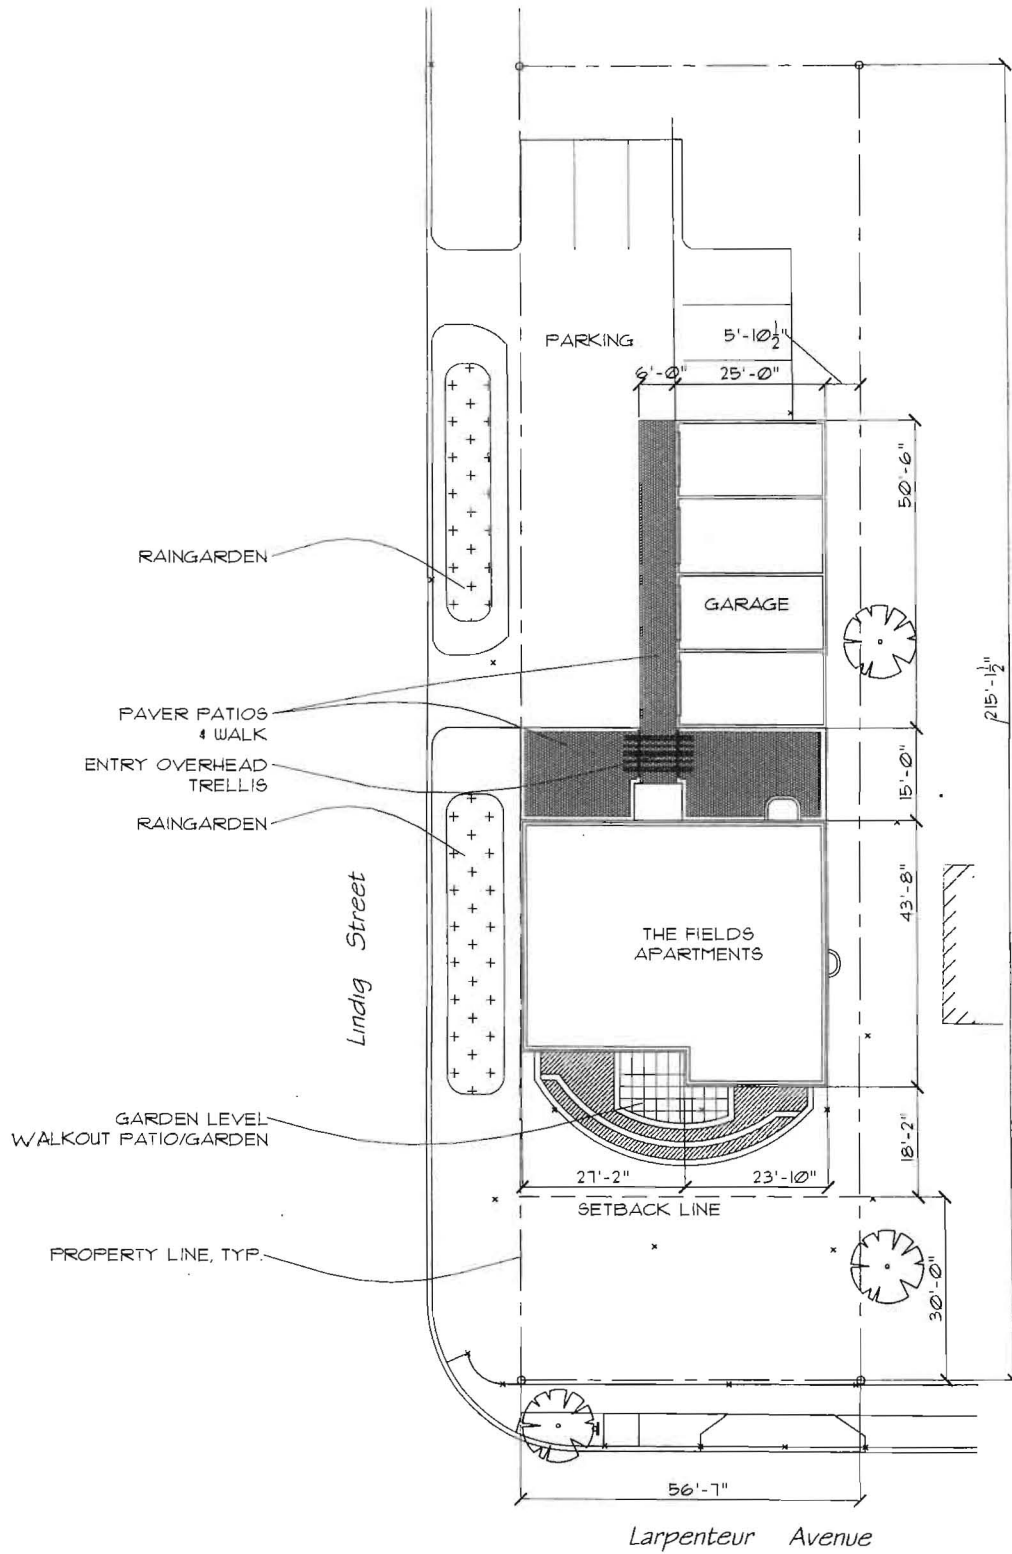 PARKING
5'-10½"
6'-0"
25'-0"
50'-6"
RAINGARDEN
GARAGE
215'-1½"
PAVER PATIOS
& WALK
ENTRY OVERHEAD
TRELLIS
15'-0"
RAINGARDEN
43'-8"
Lindig Street
THE FIELDS
APARTMENTS
GARDEN LEVEL
WALKOUT PATIO/GARDEN
18'-2"
27'-2"
23'-10"
SETBACK LINE
PROPERTY LINE, TYP.
30'-0"
56'-7"
Larpenteur Avenue